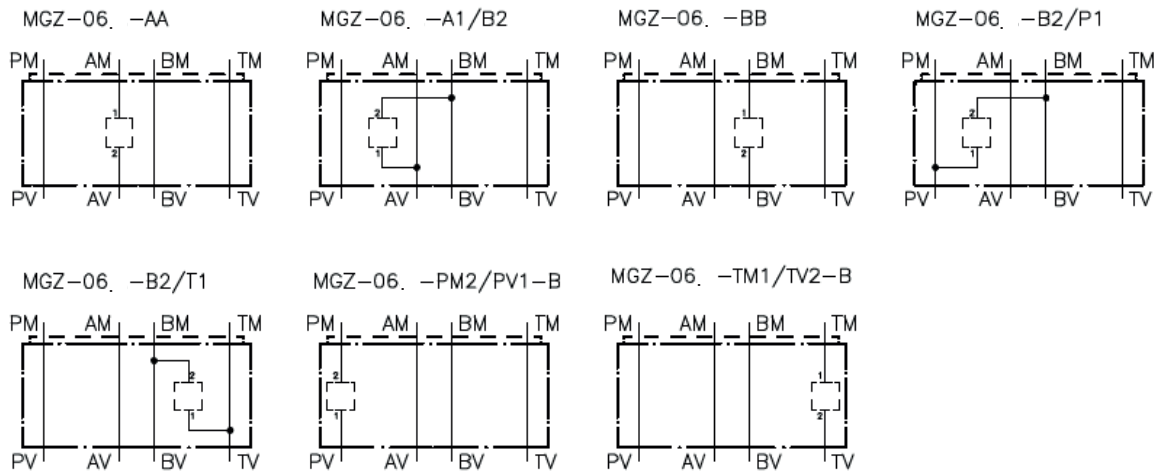 MGZ-06. -AA MGZ-06. -A1/B2 MGZ-06. -BB MGZ-06. -B2/P1
PM AM BM TM PM AM BM TM PM AM BM TM PM AM BM TM
1 2 1 2
2 1 2 1
PV AV BV TV PV AV BV TV PV AV BV TV PV AV BV TV
MGZ-06. -B2/T1 MGZ-06. -PM2/PV1-B MGZ-06. -TM1/TV2-B
PM AM BM TM PM AM BM TM PM AM BM TM
2 2 1
1 1 2
PV AV BV TV PV AV BV TV PV AV BV TV